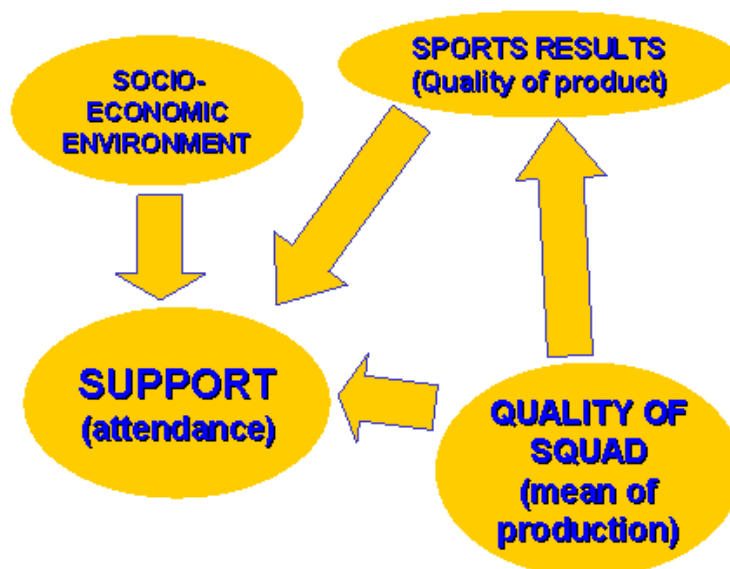 SOCIO-
ECONOMIC
ENVIRONMENT
SPORTS RESULTS
(Quality of product)
SUPPORT
(attendance)
QUALITY OF
SQUAD
(mean of
production)